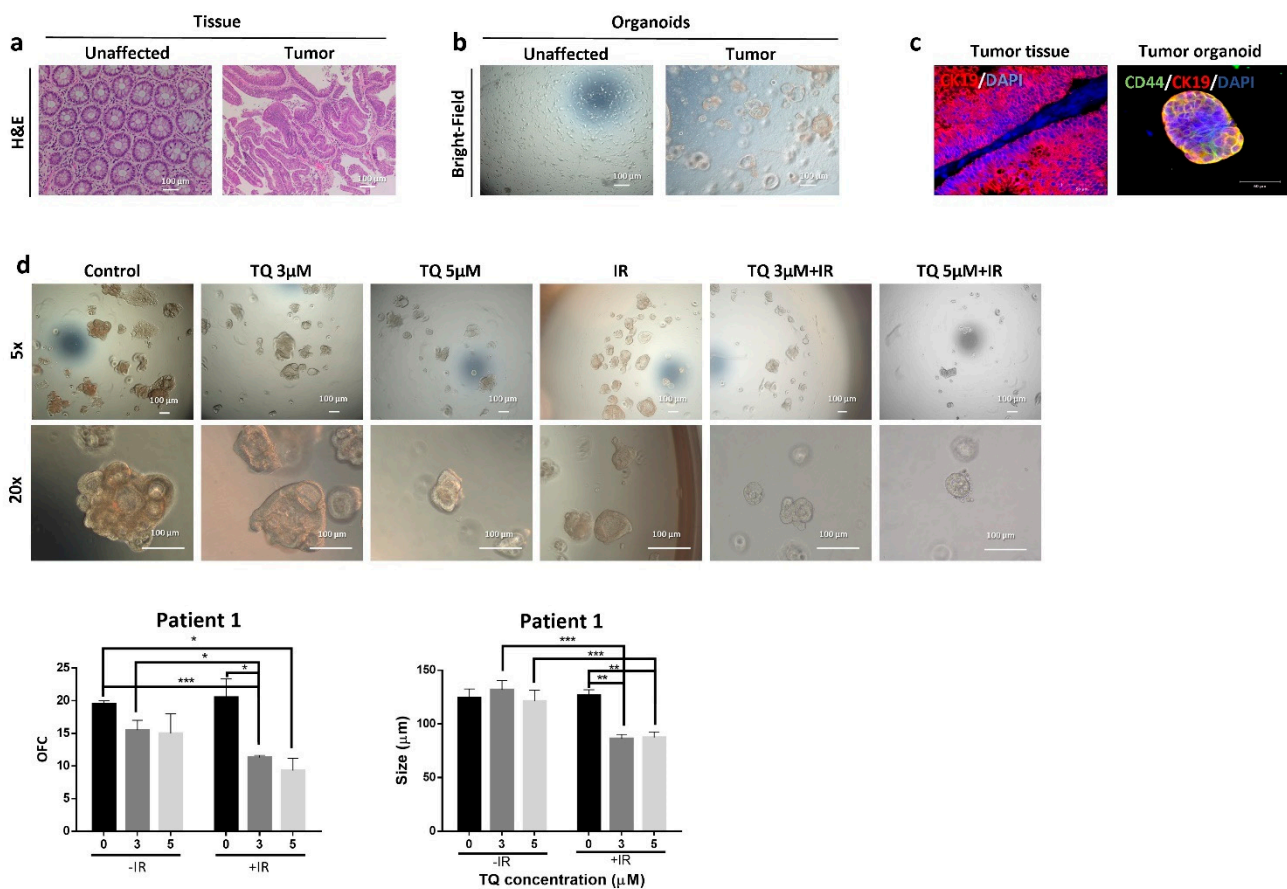 Tissue
Organoids
a
Unaffected
Tumor
b
Unaffected
Tumor
c
Tumor tissue
Tumor organoid
H&E
100 µm
100 µm
Bright-Field
100 µm
100 µm
CK19/DAPI
CD44/CK19/DAPI
d
Control
TQ 3µM
TQ 5µM
IR
TQ 3µM+IR
TQ 5µM+IR
5x
100 µm
100 µm
100 µm
100 µm
100 µm
100 µm
20x
100 µm
100 µm
100 µm
100 µm
100 µm
100 µm
Patient 1
*
*
*
***
25
20
15
10
5
0
OFC
0 3 5 0 3 5
-IR +IR
Patient 1
***
***
**
**
150
100
50
0
Size (µm)
0 3 5 0 3 5
-IR +IR
TQ concentration (µM)